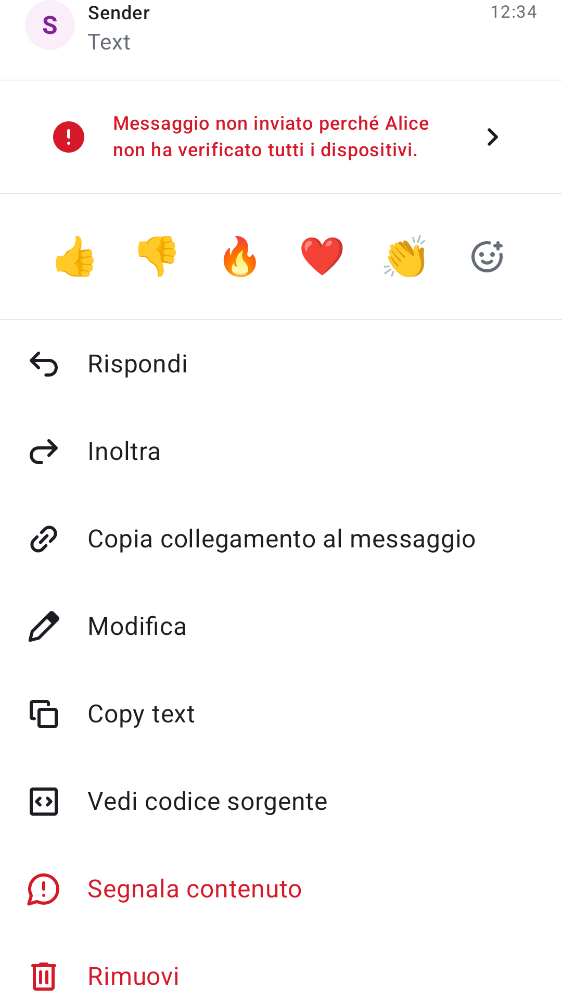 S
Sender
12:34
Text
Messaggio non inviato perché Alice
non ha verificato tutti i dispositivi.
Rispondi
Inoltra
Copia collegamento al messaggio
Modifica
Copy text
Vedi codice sorgente
Segnala contenuto
Rimuovi